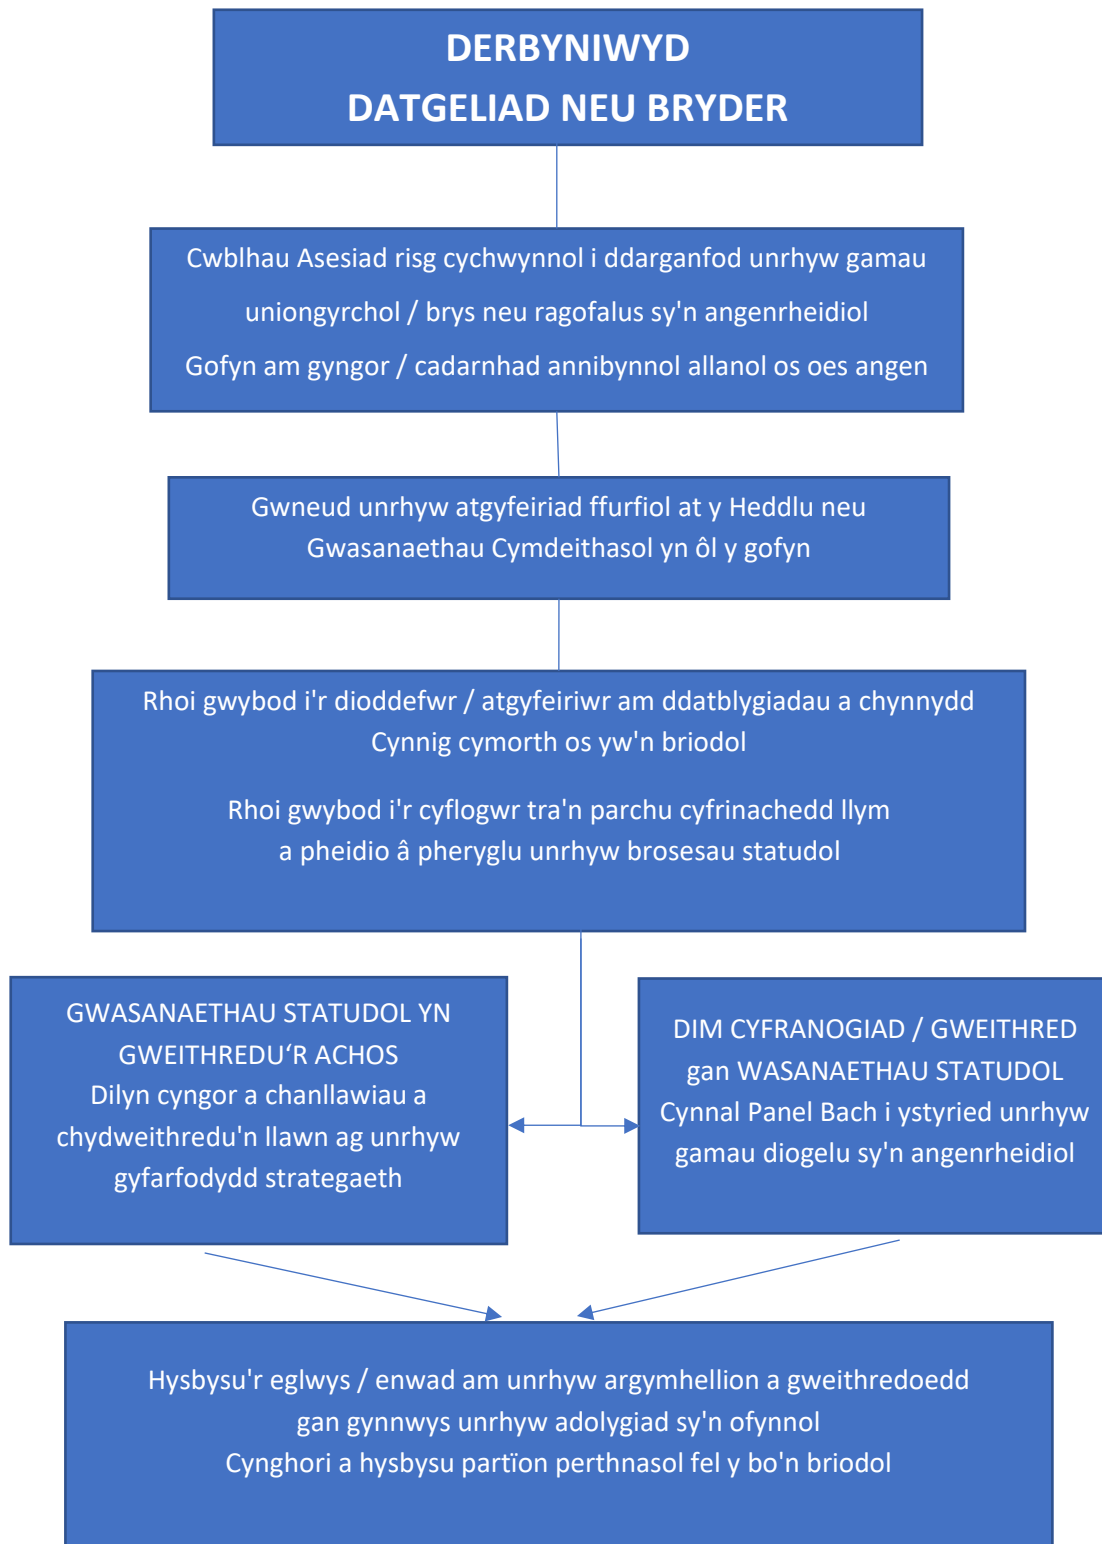 DERBYNIWYD
DATGELIAD NEU BRYDER
Cwblhau Asesiad risg cychwynnol i ddarganfod unrhyw gamau
uniongyrchol / brys neu ragofalus sy'n angenrheidiol
Gofyn am gyngor / cadarnhad annibynnol allanol os oes angen
Gwneud unrhyw atgyfeiriad ffurfiol at y Heddlu neu
Gwasanaethau Cymdeithasol yn ôl y gofyn
Rhoi gwybod i'r dioddefwr / atgyfeiriwr am ddatblygiadau a chynnydd
Cynnig cymorth os yw'n briodol
Rhoi gwybod i'r cyflogwr tra'n parchu cyfrinachedd llym
a pheidio â pheryglu unrhyw brosesau statudol
GWASANAETHAU STATUDOL YN
GWEITHREDU‘R ACHOS
Dilyn cyngor a chanllawiau a
chydweithredu'n llawn ag unrhyw
gyfarfodydd strategaeth
DIM CYFRANOGIAD / GWEITHRED
gan WASANAETHAU STATUDOL
Cynnal Panel Bach i ystyried unrhyw
gamau diogelu sy'n angenrheidiol
Hysbysu'r eglwys / enwad am unrhyw argymhellion a gweithredoedd
gan gynnwys unrhyw adolygiad sy'n ofynnol
Cynghori a hysbysu partïon perthnasol fel y bo'n briodol